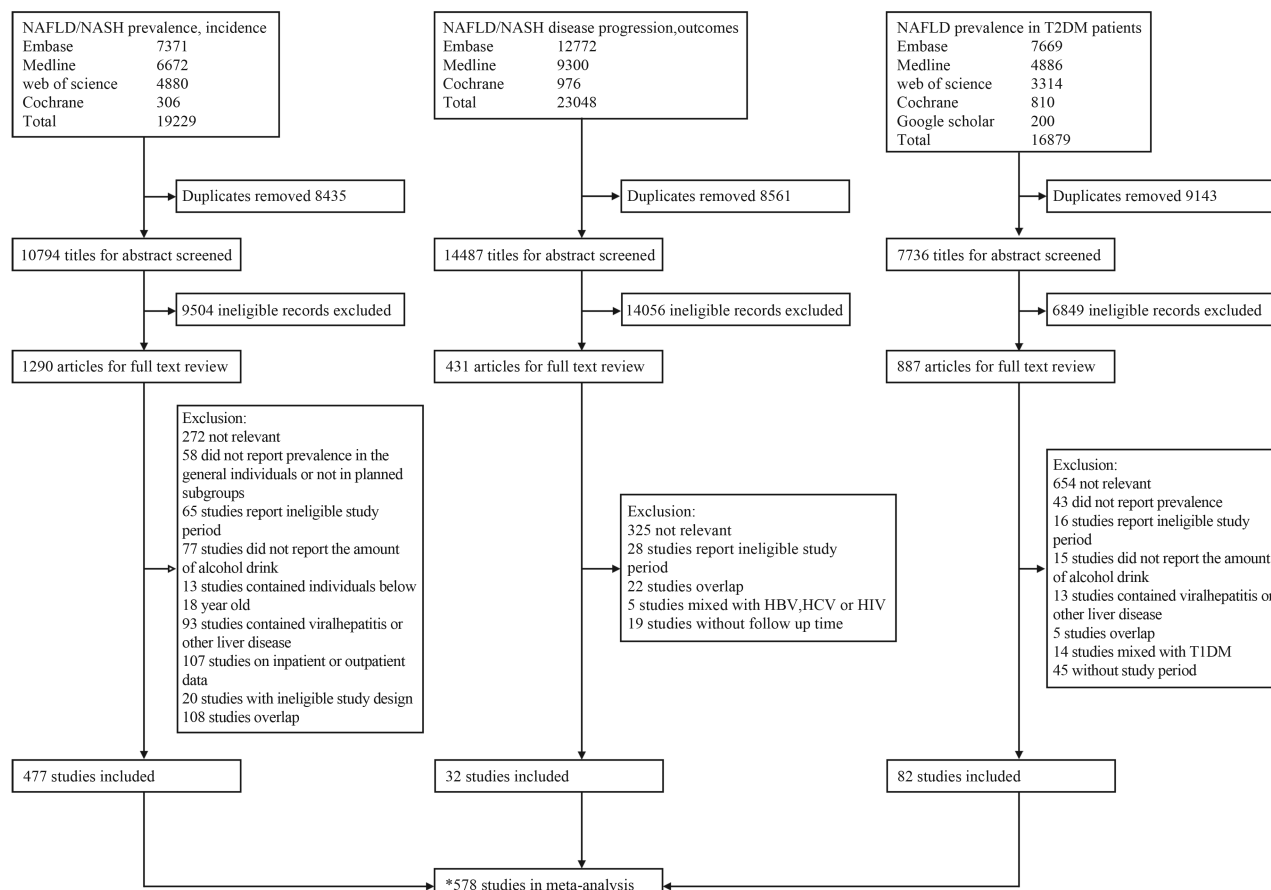 NAFLD/NASH prevalence, incidence
Embase 7371
Medline 6672
web of science 4880
Cochrane 306
Total 19229
Duplicates removed 8435
10794 titles for abstract screened
9504 ineligible records excluded
1290 articles for full text review
Exclusion:
272 not relevant
58 did not report prevalence in the
general individuals or not in planned
subgroups
65 studies report ineligible study
period
77 studies did not report the amount
of alcohol drink
13 studies contained individuals below
18 year old
93 studies contained viralhepatitis or
other liver disease
107 studies on inpatient or outpatient
data
20 studies with ineligible study design
108 studies overlap
477 studies included
NAFLD/NASH disease progression,outcomes
Embase 12772
Medline 9300
Cochrane 976
Total 23048
Duplicates removed 8561
14487 titles for abstract screened
14056 ineligible records excluded
431 articles for full text review
Exclusion:
325 not relevant
28 studies report ineligible study
period
22 studies overlap
5 studies mixed with HBV,HCV or HIV
19 studies without follow up time
32 studies included
NAFLD prevalence in T2DM patients
Embase 7669
Medline 4886
web of science 3314
Cochrane 810
Google scholar 200
Total 16879
Duplicates removed 9143
7736 titles for abstract screened
6849 ineligible records excluded
887 articles for full text review
Exclusion:
654 not relevant
43 did not report prevalence
16 studies report ineligible study
period
15 studies did not report the amount
of alcohol drink
13 studies contained viralhepatitis or
other liver disease
5 studies overlap
14 studies mixed with T1DM
45 without study period
82 studies included
*578 studies in meta-analysis